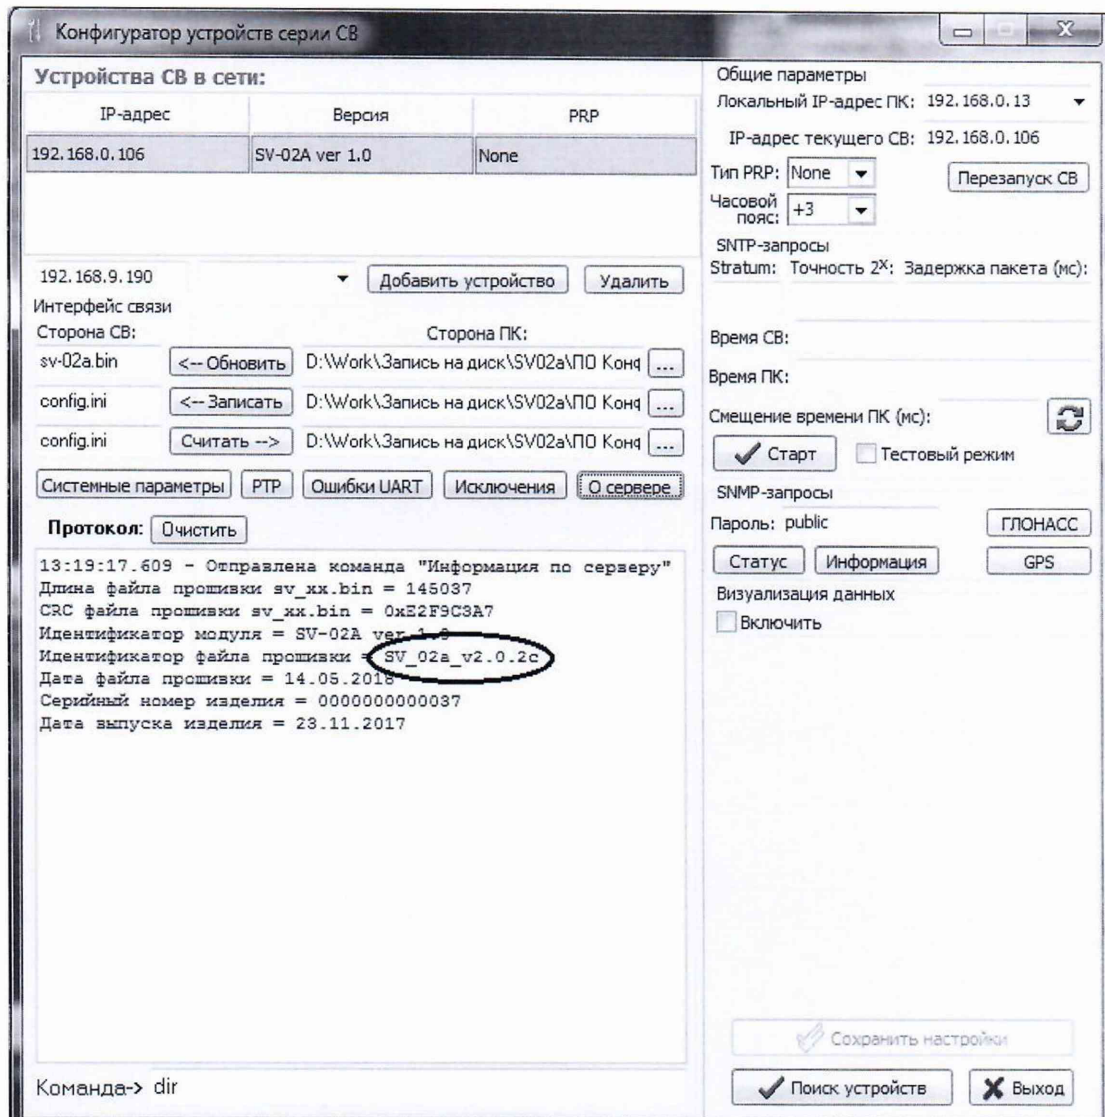 Конфигуратор устройств серии СВ
Устройства СВ в сети:
IP-адрес Версия PRP
192.168.0.106 SV-02A ver 1.0 None
192.168.9.190 Добавить устройство Удалить
Интерфейс связи
Сторона СВ: Сторона ПК:
sv-02a.bin <-- Обновить D:\Work\Запись на диск\SV02a\ПО Конф ...
config.ini <-- Записать D:\Work\Запись на диск\SV02a\ПО Конф ...
config.ini Считать --> D:\Work\Запись на диск\SV02a\ПО Конф ...
Системные параметры PTP Ошибки UART Исключения О сервере
Протокол: Очистить
13:19:17.609 - Отправлена команда "Информация по серверу"
Длина файла прошивки sv_xx.bin = 145037
CRC файла прошивки sv_xx.bin = 0xE2F9C3A7
Идентификатор модуля = SV-02A ver 1.0
Идентификатор файла прошивки = SV_02a_v2.0.2c
Дата файла прошивки = 14.05.2018
Серийный номер изделия = 0000000000037
Дата выпуска изделия = 23.11.2017
Команда-> dir
Общие параметры
Локальный IP-адрес ПК: 192.168.0.13
IP-адрес текущего СВ: 192.168.0.106
Тип PRP: None Перезапуск СВ
Часовой
пояс: +3
SNTP-запросы
Stratum: Точность 2ˣ: Задержка пакета (мс):
Время СВ:
Время ПК:
Смещение времени ПК (мс):
Старт Тестовый режим
SNMP-запросы
Пароль: public ГЛОНАСС
Статус Информация GPS
Визуализация данных
Включить
Сохранить настройки
Поиск устройств Выход